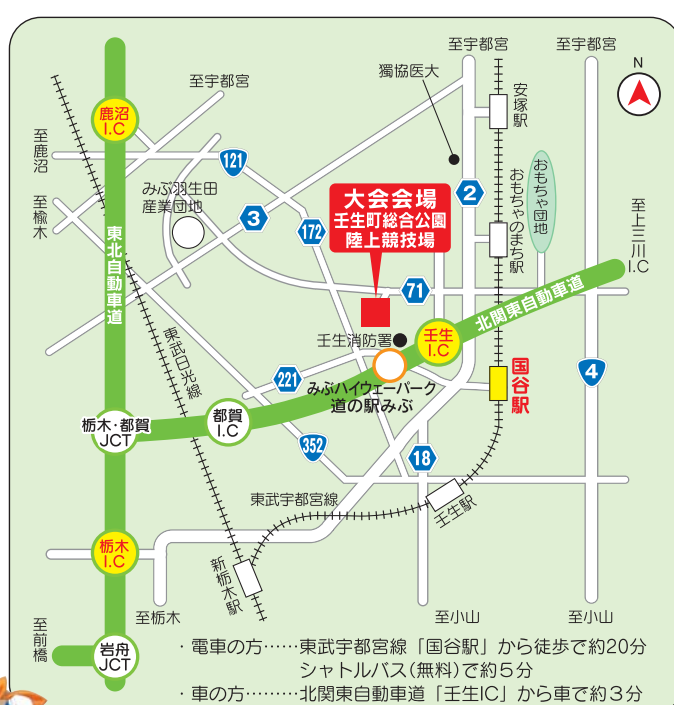 至宇都宮
至宇都宮
獨協医大
至宇都宮
N
鹿沼
I.C
安塚駅
至鹿沼
121
おもちゃ団地
おもちゃのまち駅
みぶ羽生田
産業団地
大会会場
壬生町総合公園
陸上競技場
2
至楡木
3
172
至上三川
I.C
東北自動車道
71
北関東自動車道
東武日光線
壬生消防署
壬生
I.C
国谷駅
221
みぶハイウェーパーク
道の駅みぶ
4
栃木・都賀
JCT
都賀
I.C
352
18
東武宇都宮線
壬生駅
栃木
I.C
新栃木駅
至栃木
至小山
至小山
至前橋
岩舟
JCT
・電車の方……東武宇都宮線「国谷駅」から徒歩で約20分
シャトルバス(無料)で約5分
・車の方………北関東自動車道「壬生IC」から車で約3分